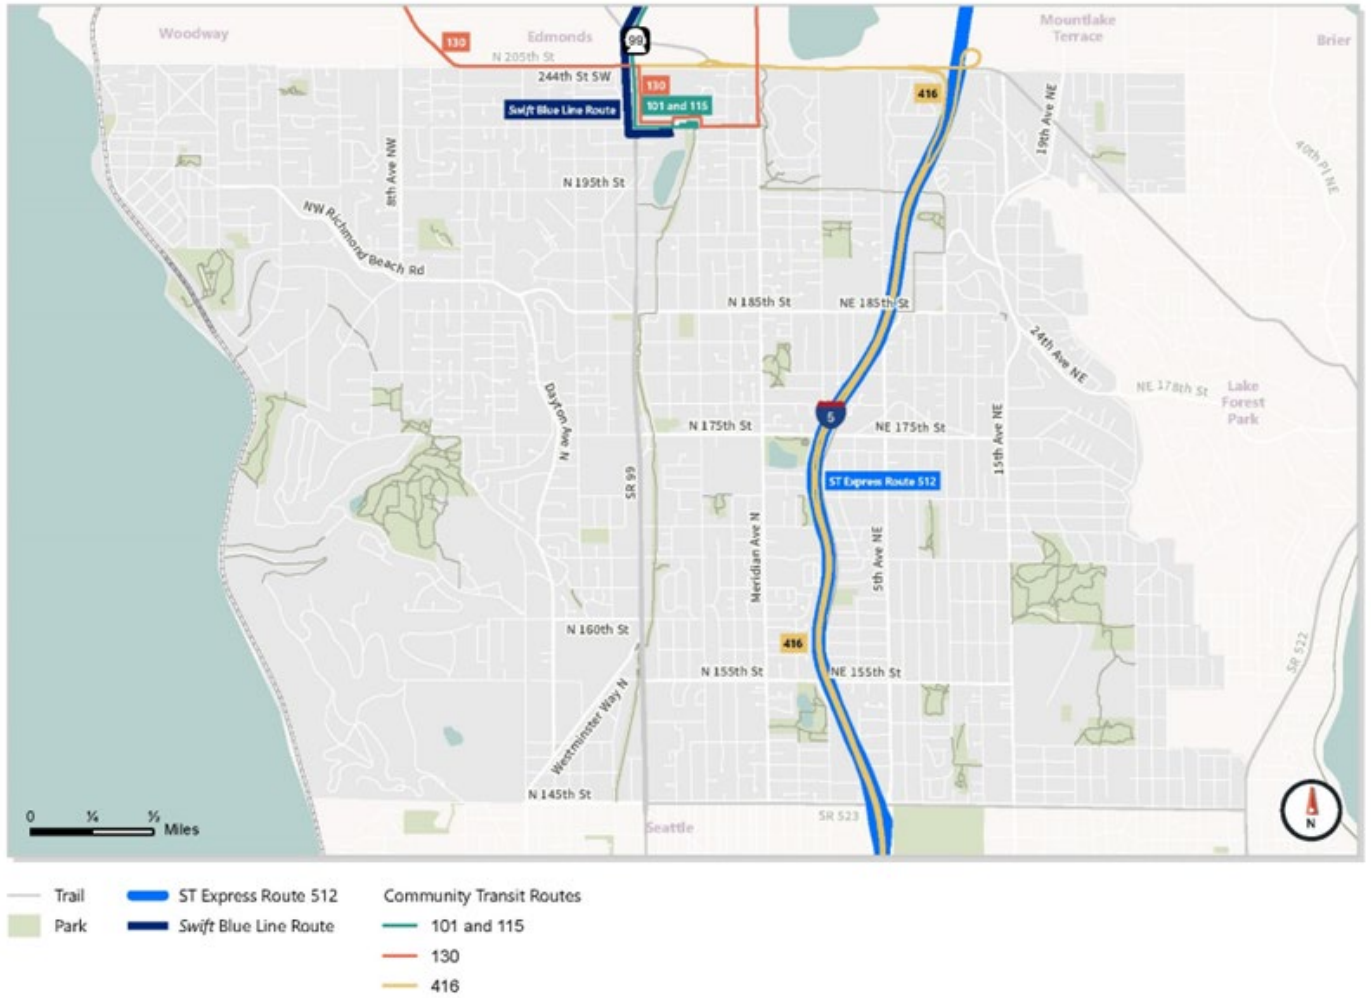 Woodway
Edmonds
Mountlake
Terrace
Brier
130
99
N 205th St
244th St SW
130
101 and 115
Swift Blue Line Route
416
19th Ave NE
40th Pl NE
8th Ave NW
N 195th St
NW Richmond Beach Rd
N 185th St
NE 185th St
24th Ave NE
NE 178th St
Lake
Forest
Park
Dayton Ave N
5
N 175th St
NE 175th St
15th Ave NE
SR 99
ST Express Route 512
Meridian Ave N
5th Ave NE
N 160th St
416
N 155th St
NE 155th St
SR 522
Westminster Way N
N 145th St
0 ¼ ½
Miles
Seattle
SR 523
N
Trail
Park
ST Express Route 512
Swift Blue Line Route
Community Transit Routes
101 and 115
130
416